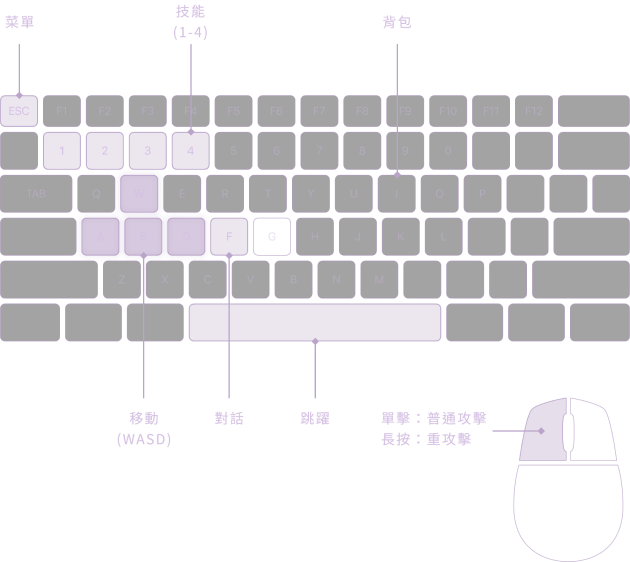 菜單
技能
(1-4)
背包
ESC F1 F2 F3 F4 F5 F6 F7 F8 F9 F10 F11 F12
1 2 3 4 5 6 7 8 9 0
TAB Q W E R T Y U I O P
A S D F G H J K L
Z X C V B N M
移動
(WASD)
對話
跳躍
單擊：普通攻擊
長按：重攻擊